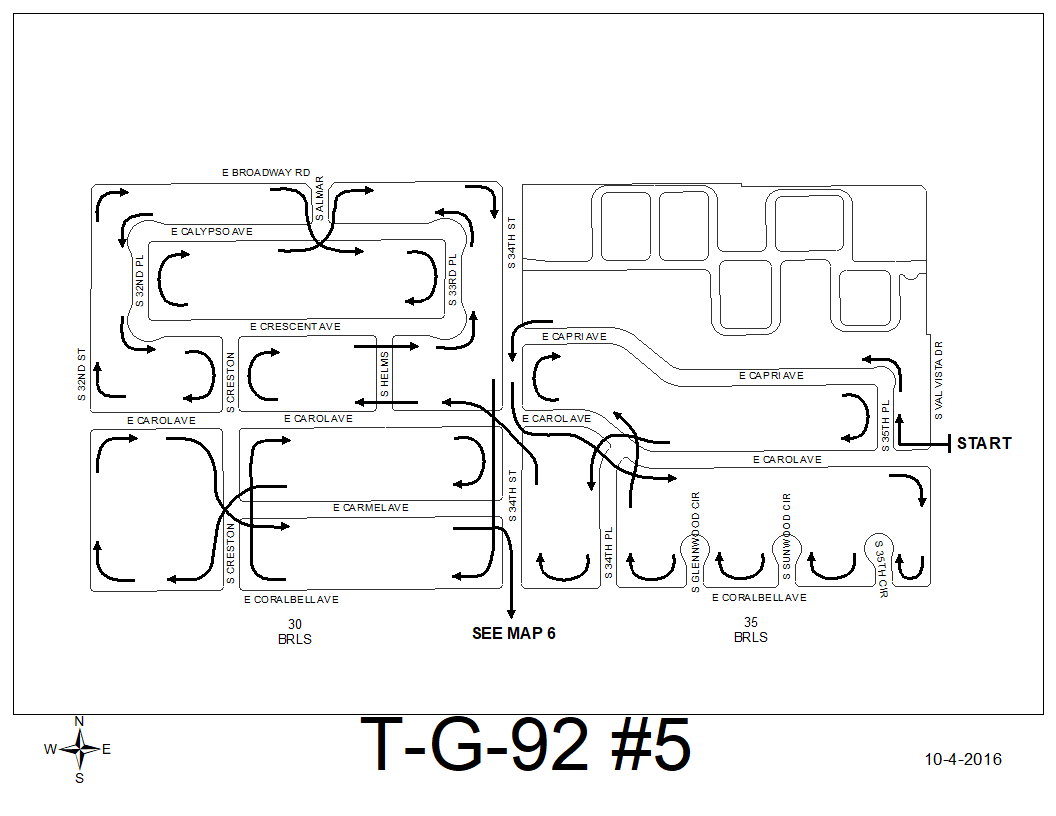 E BROADWAY RD
S ALMAR
E CALYPSO AVE
S 34TH ST
S 32ND PL
S 33RD PL
E CRESCENT AVE
E CAPRI AVE
S 32ND ST
S CRESTON
S HELMS
E CAPRI AVE
S VAL VISTA DR
E CAROL AVE
E CAROL AVE
E CAROL AVE
S 35TH PL
START
E CAROL AVE
S 34TH ST
E CARMEL AVE
S CRESTON
S 34TH PL
S GLENNWOOD CIR
S SUNWOOD CIR
S 35TH CIR
E CORALBELL AVE
E CORALBELL AVE
30
BRLS
SEE MAP 6
35
BRLS
N
W E
S
T-G-92 #5
10-4-2016